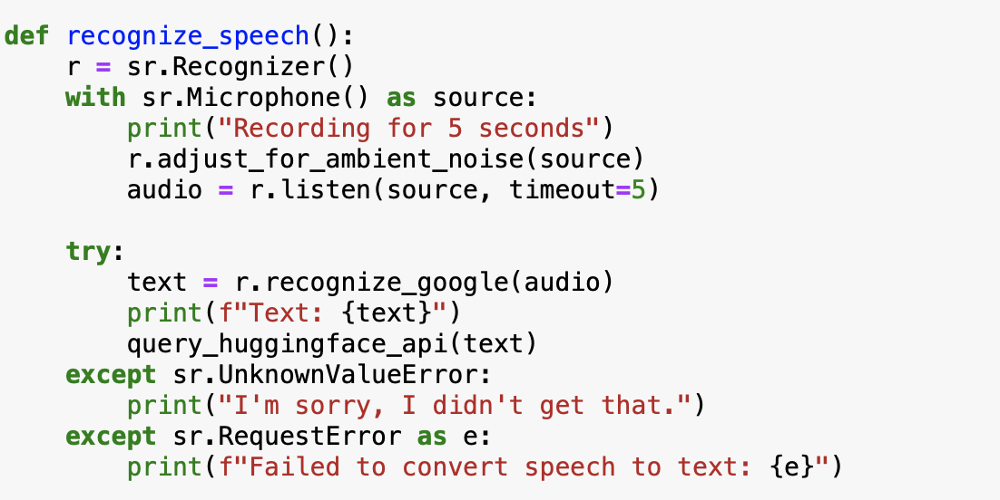 def recognize_speech():
    r = sr.Recognizer()
    with sr.Microphone() as source:
        print("Recording for 5 seconds")
        r.adjust_for_ambient_noise(source)
        audio = r.listen(source, timeout=5)

    try:
        text = r.recognize_google(audio)
        print(f"Text: {text}")
        query_huggingface_api(text)
    except sr.UnknownValueError:
        print("I'm sorry, I didn't get that.")
    except sr.RequestError as e:
        print(f"Failed to convert speech to text: {e}")